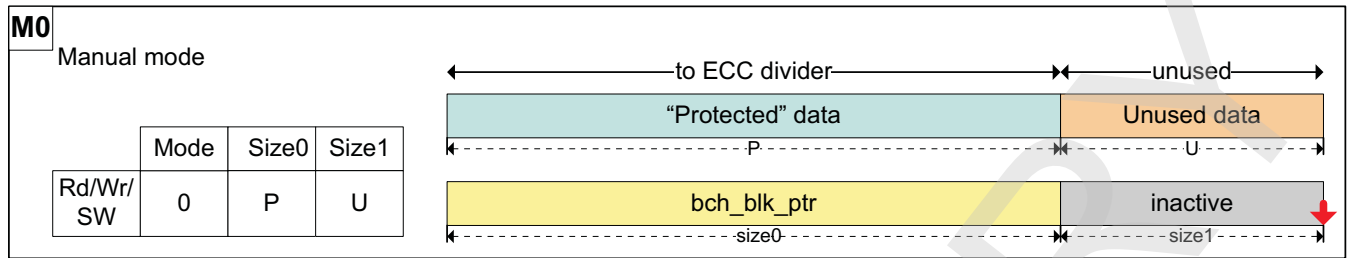 M0
Manual mode
to ECC divider unused
"Protected" data Unused data
P U
Mode Size0 Size1
Rd/Wr/ SW 0 P U
bch_blk_ptr inactive
size0 size1